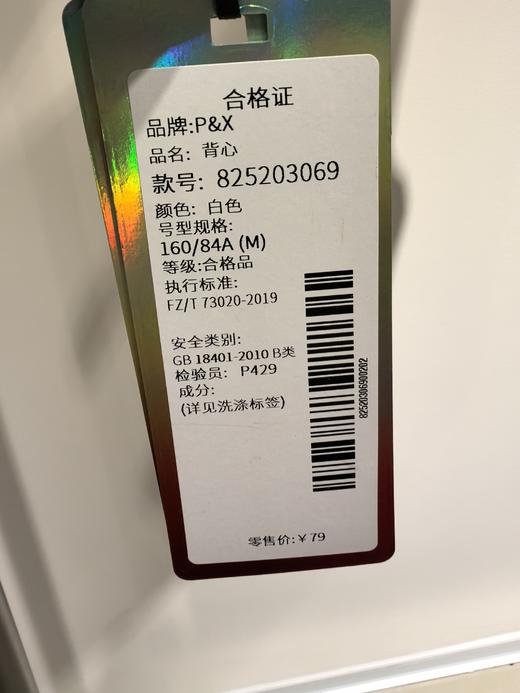 合格证
品牌:P&X
品名: 背心
款号: 825203069
颜色: 白色
号型规格:
160/84A (M)
等级:合格品
执行标准:
FZ/T 73020-2019
安全类别:
GB 18401-2010 B类
检验员: P429
成分:
(详见洗涤标签)
82520306900202
零售价:¥79